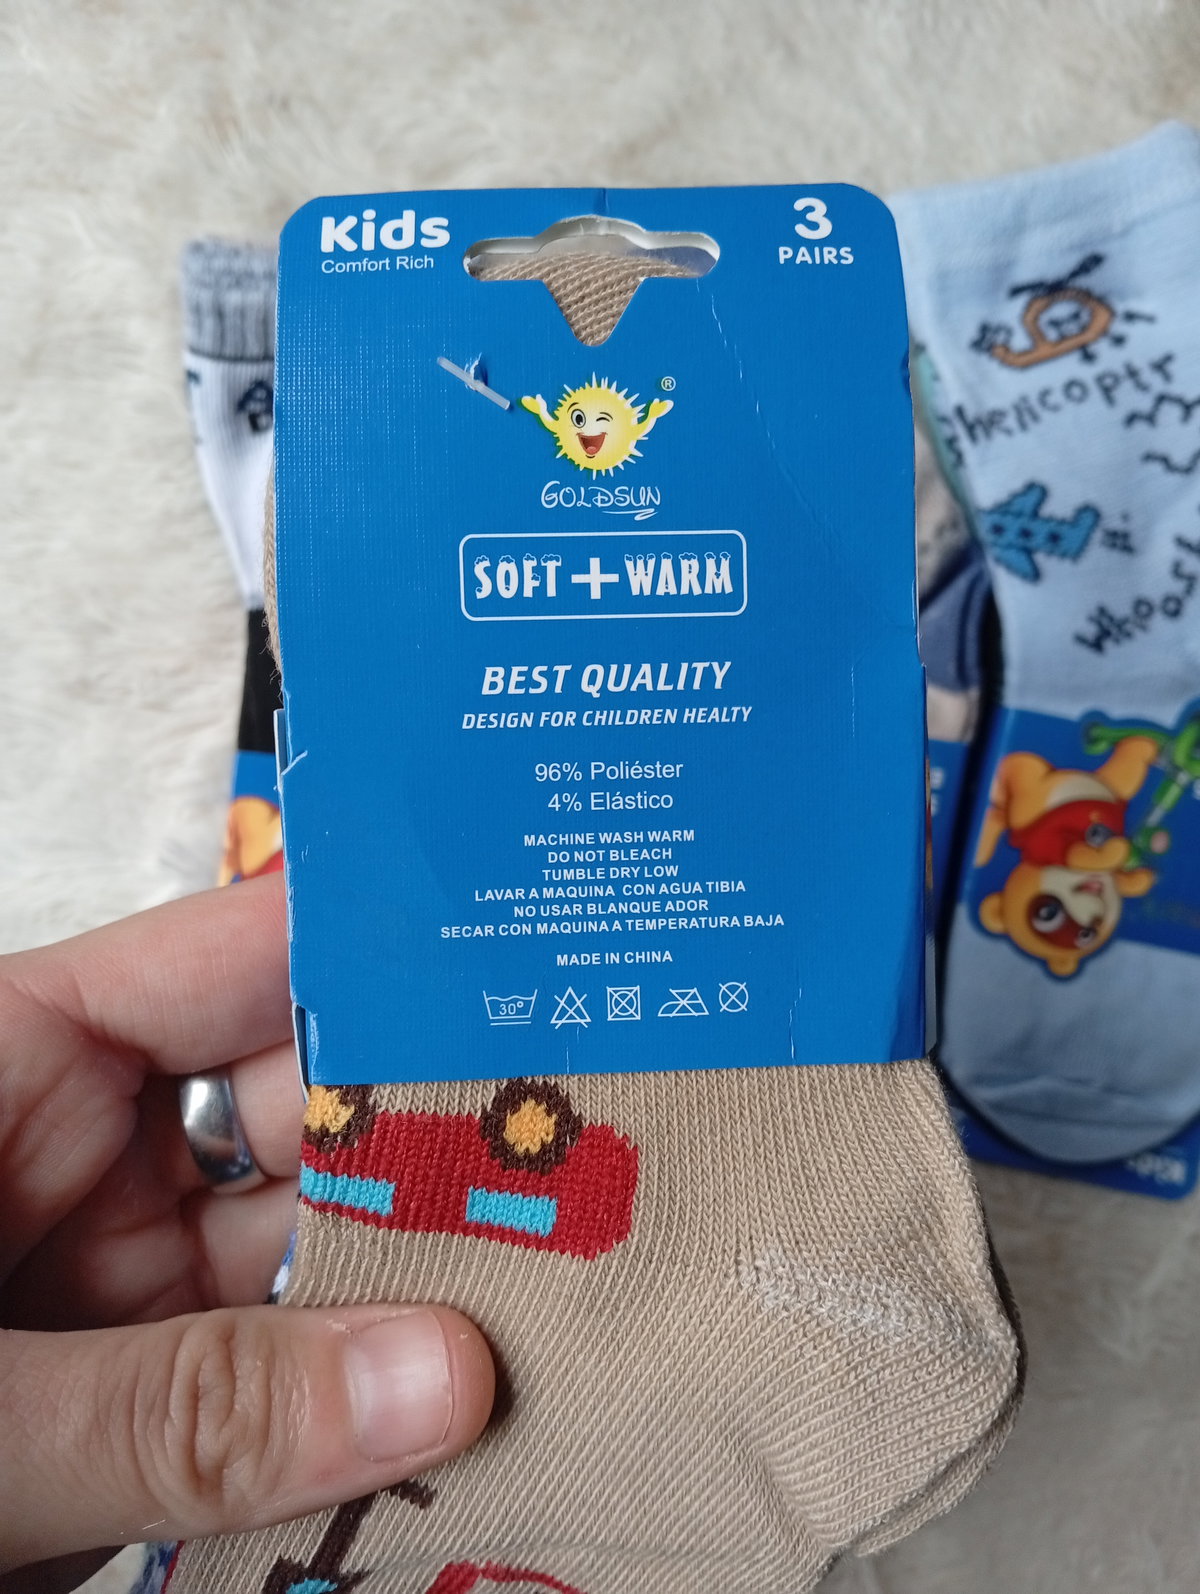 Kids
Comfort Rich
3
PAIRS
®
GOLDSUN
SOFT+WARM
BEST QUALITY
DESIGN FOR CHILDREN HEALTY
96% Poliéster
4% Elástico
MACHINE WASH WARM
DO NOT BLEACH
TUMBLE DRY LOW
LAVAR A MAQUINA CON AGUA TIBIA
NO USAR BLANQUE ADOR
SECAR CON MAQUINA A TEMPERATURA BAJA
MADE IN CHINA
30°
helicoptr
whoosh
Kids